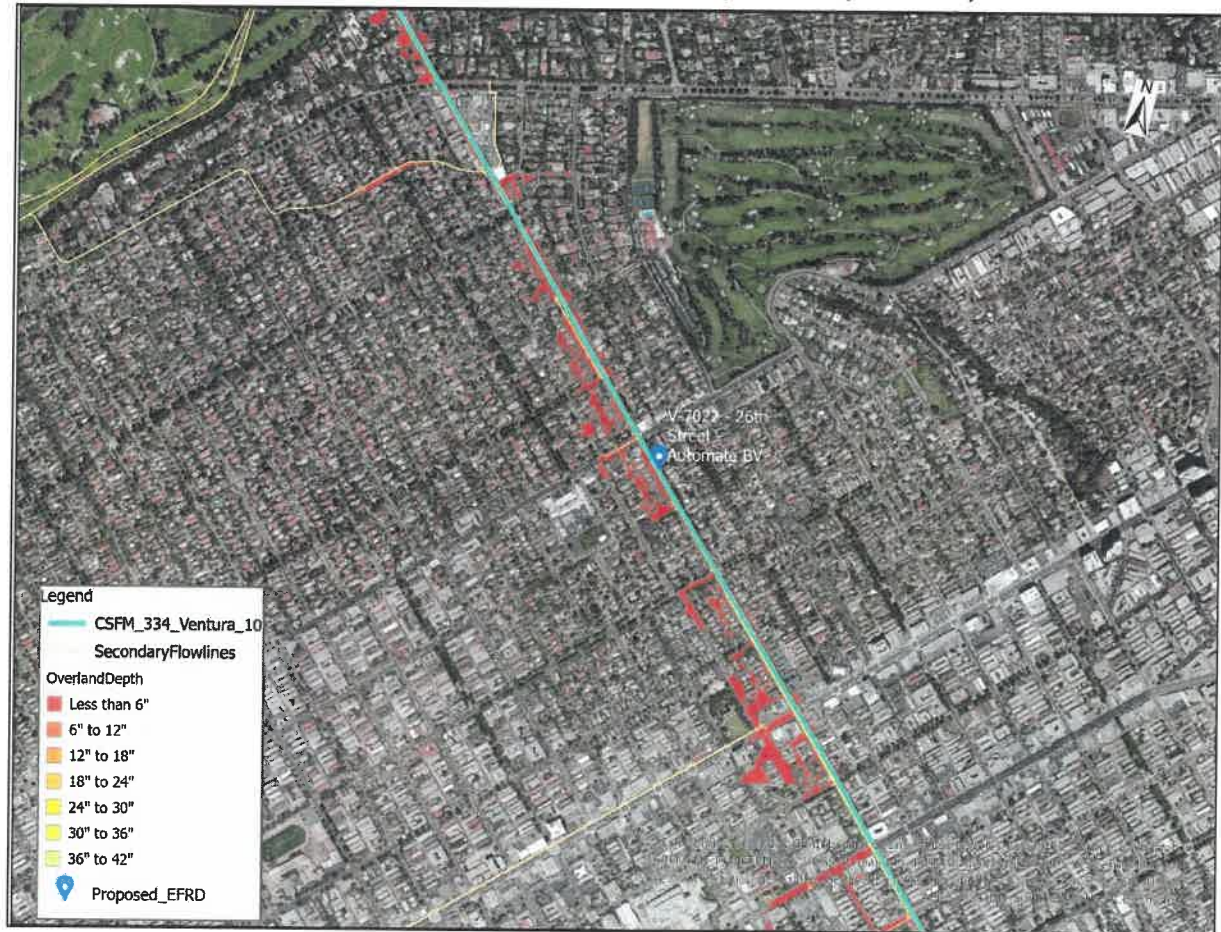 N
V-7022 - 26th
Street -
Automate BV
Legend
CSFM_334_Ventura_10
SecondaryFlowlines
OverlandDepth
Less than 6"
6" to 12"
12" to 18"
18" to 24"
24" to 30"
30" to 36"
36" to 42"
Proposed_EFRD